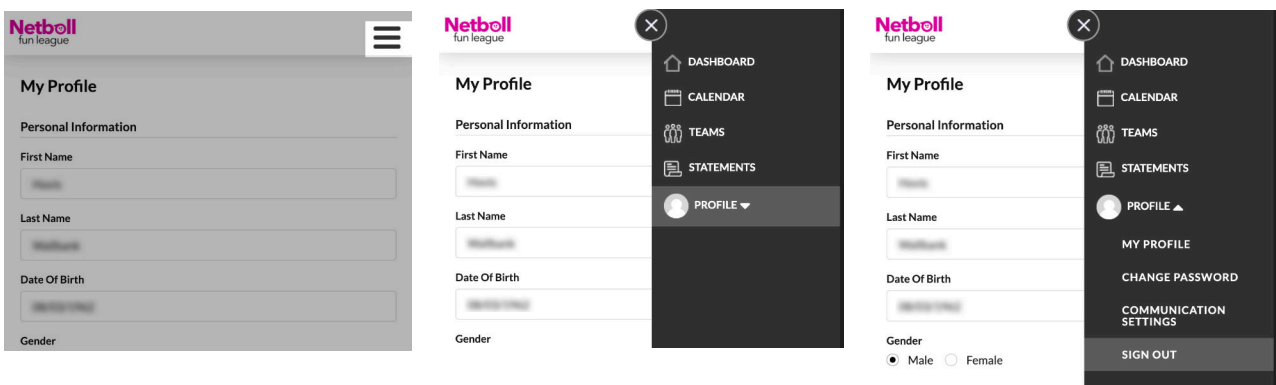 Netball
fun league
My Profile
Personal Information
First Name
Last Name
Date Of Birth
Gender
Netball
fun league
My Profile
Personal Information
First Name
Last Name
Date Of Birth
Gender
DASHBOARD
CALENDAR
TEAMS
STATEMENTS
PROFILE
Netball
fun league
My Profile
Personal Information
First Name
Last Name
Date Of Birth
Gender
Male Female
DASHBOARD
CALENDAR
TEAMS
STATEMENTS
PROFILE
MY PROFILE
CHANGE PASSWORD
COMMUNICATION
SETTINGS
SIGN OUT